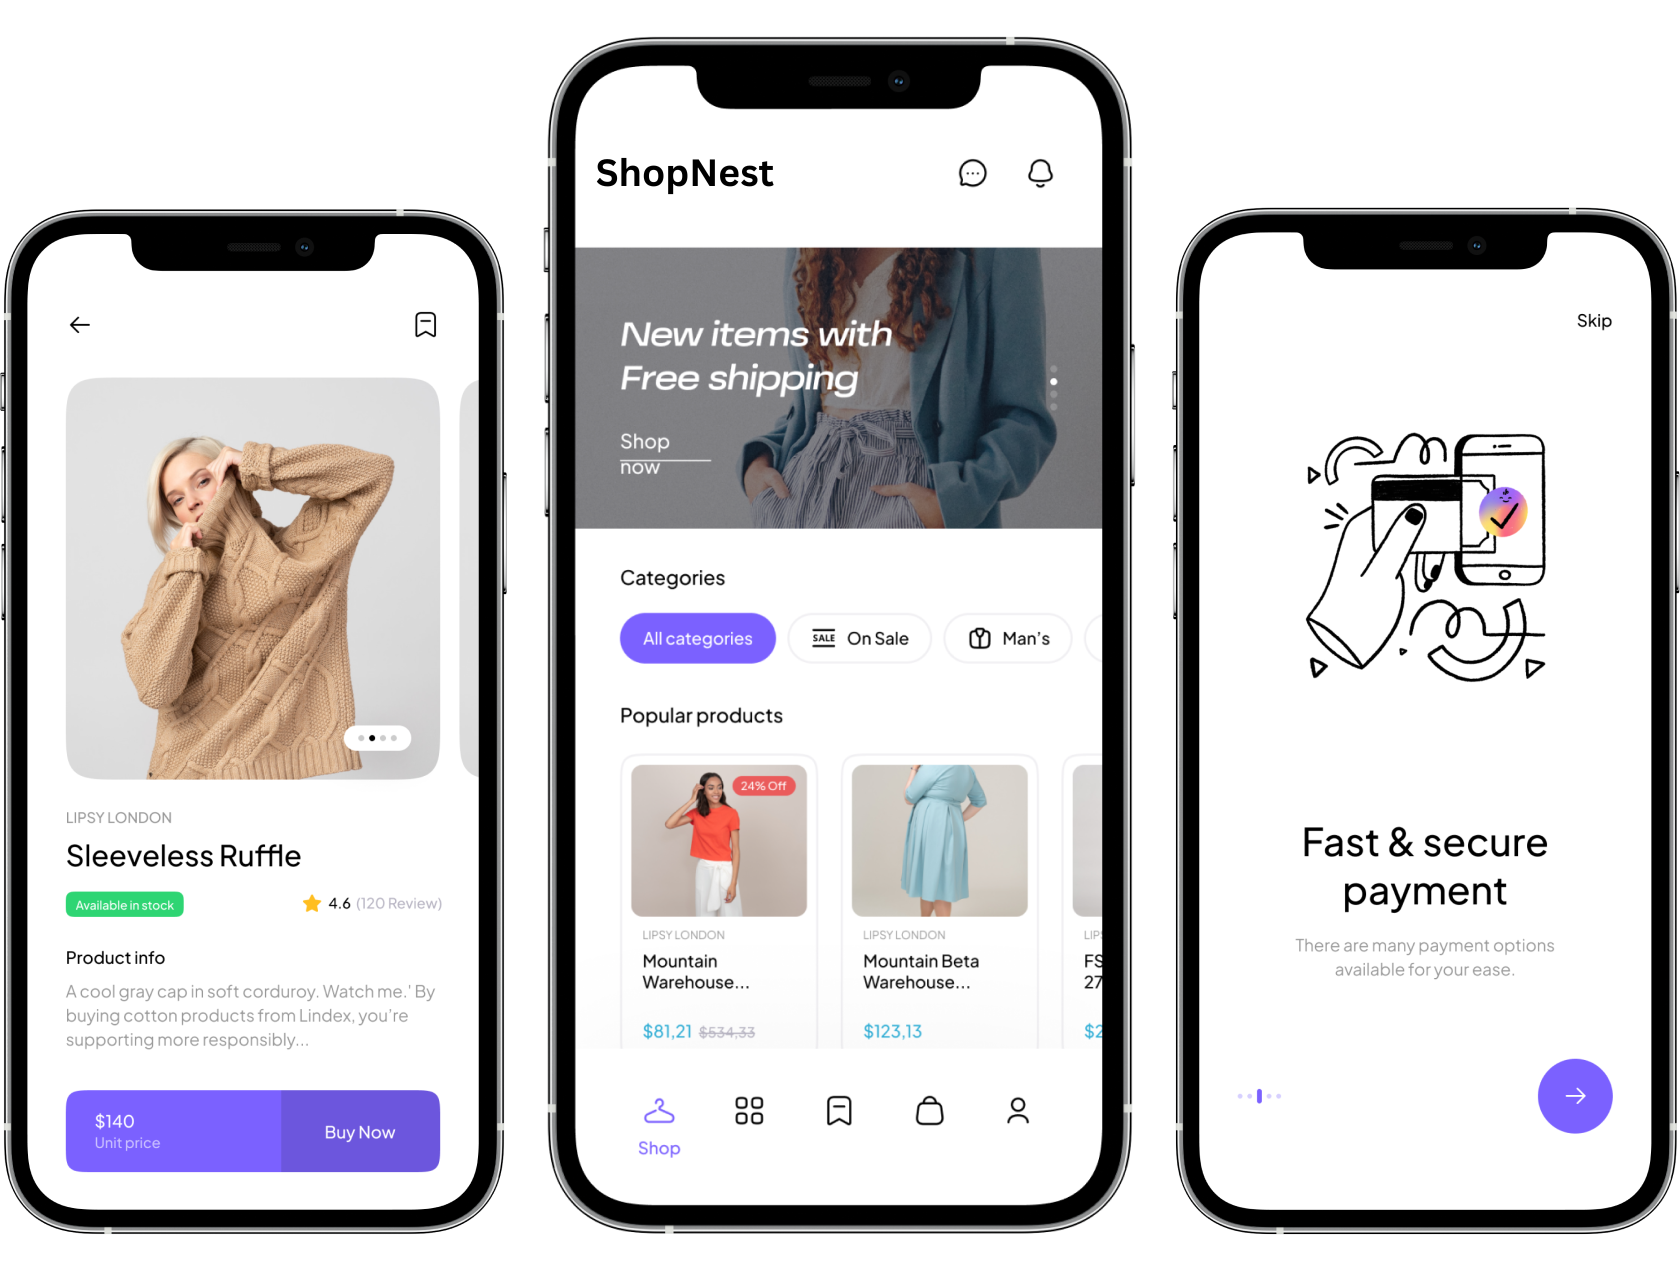 LIPSY LONDON
Sleeveless Ruffle
Available in stock
4.6 (120 Review)
Product info
A cool gray cap in soft corduroy. Watch me.' By
buying cotton products from Lindex, you're
supporting more responsibly...
$140
Unit price
Buy Now
ShopNest
New items with
Free shipping
Shop
now
Categories
All categories
SALE
On Sale
Man's
Popular products
24% Off
LIPSY LONDON
Mountain
Warehouse...
$81,21 $534,33
LIPSY LONDON
Mountain Beta
Warehouse...
$123,13
LIPS
FS
27
$2
Shop
Skip
Fast & secure
payment
There are many payment options
available for your ease.